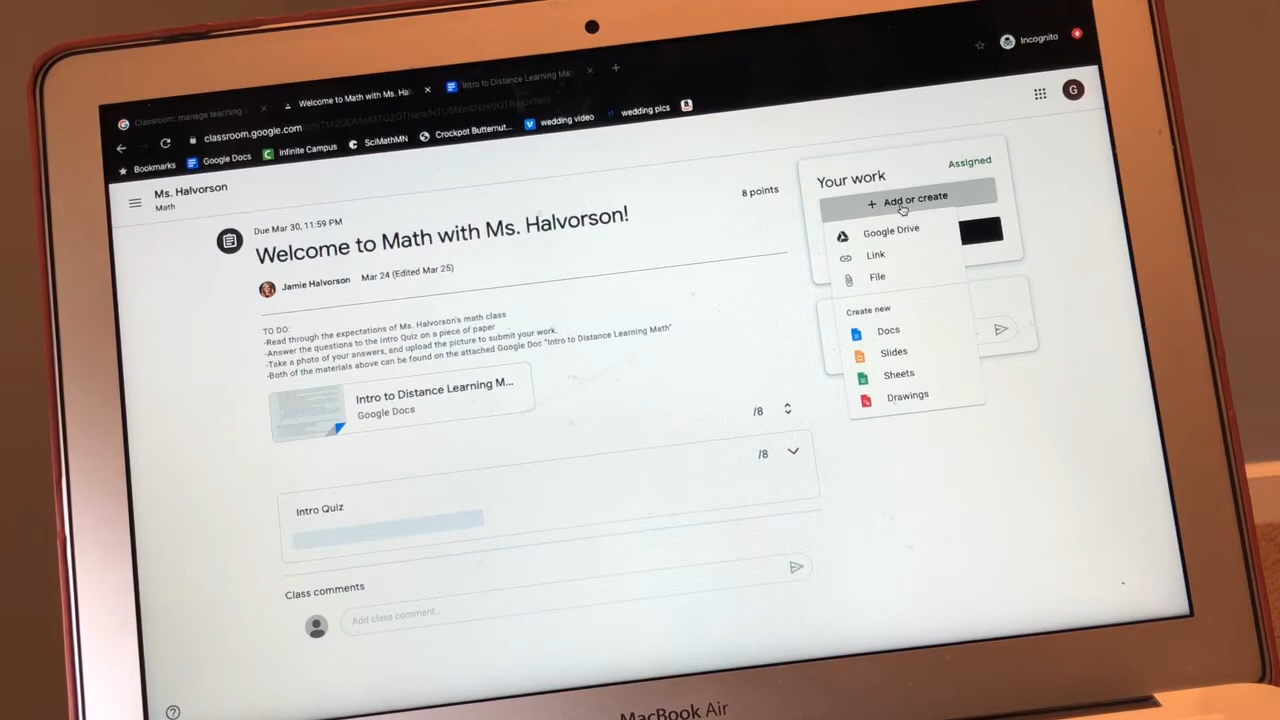 Classroom: manage teaching
Welcome to Math with Ms. Hal
Intro to Distance Learning Mat
Incognito
classroom.google.com
Bookmarks
Google Docs
Infinite Campus
SciMathMN
Crockpot Butternut...
wedding video
wedding pics
Ms. Halvorson
Math
Due Mar 30, 11:59 PM
8 points
Welcome to Math with Ms. Halvorson!
Jamie Halvorson Mar 24 (Edited Mar 25)
TO DO:
-Read through the expectations of Ms. Halvorson's math class
-Answer the questions to the Intro Quiz on a piece of paper
-Take a photo of your answers, and upload the picture to submit your work.
-Both of the materials above can be found on the attached Google Doc "Intro to Distance Learning Math"
Intro to Distance Learning M...
Google Docs
/8
/8
Intro Quiz
Class comments
Add class comment..
Your work
Assigned
+ Add or create
Google Drive
Link
File
Create new
Docs
Slides
Sheets
Drawings
G
MacBook Air